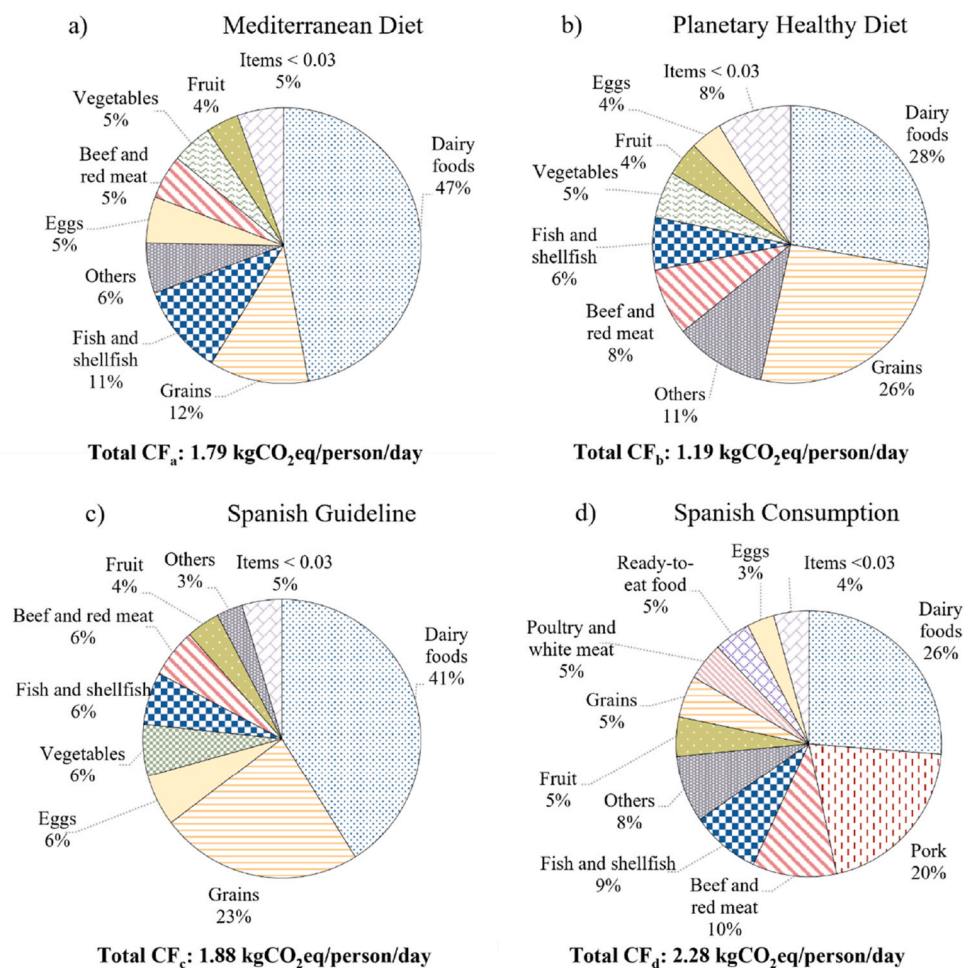 a) Mediterranean Diet
Items < 0.03
5%
Fruit
4%
Vegetables
5%
Beef and
red meat
5%
Eggs
5%
Others
6%
Fish and
shellfish
11%
Grains
12%
Dairy
foods
47%
Total CFa: 1.79 kgCO2eq/person/day
b) Planetary Healthy Diet
Items < 0.03
8%
Eggs
4%
Fruit
4%
Vegetables
5%
Fish and
shellfish
6%
Beef and
red meat
8%
Others
11%
Grains
26%
Dairy
foods
28%
Total CFb: 1.19 kgCO2eq/person/day
c) Spanish Guideline
Items < 0.03
5%
Others
3%
Fruit
4%
Beef and red meat
6%
Fish and shellfish
6%
Vegetables
6%
Eggs
6%
Grains
23%
Dairy
foods
41%
Total CFc: 1.88 kgCO2eq/person/day
d) Spanish Consumption
Items <0.03
4%
Eggs
3%
Ready-to-
eat food
5%
Poultry and
white meat
5%
Grains
5%
Fruit
5%
Others
8%
Fish and shellfish
9%
Beef and
red meat
10%
Pork
20%
Dairy
foods
26%
Total CFd: 2.28 kgCO2eq/person/day